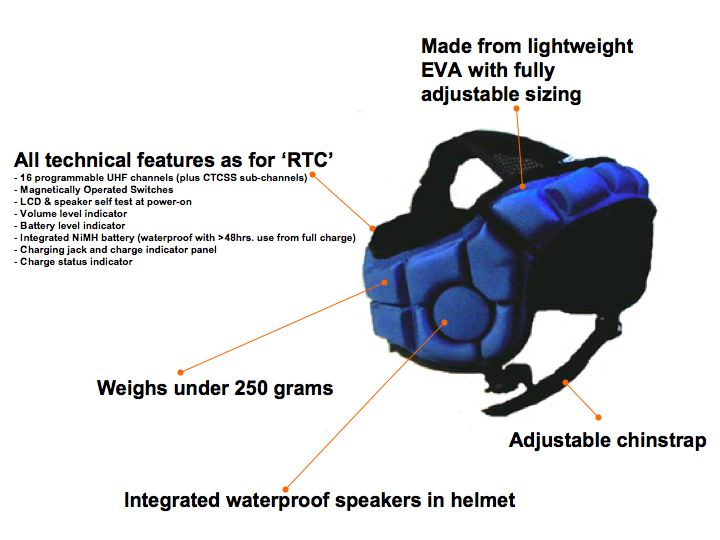 Made from lightweight
EVA with fully
adjustable sizing
All technical features as for ‘RTC’
- 16 programmable UHF channels (plus CTCSS sub-channels)
- Magnetically Operated Switches
- LCD & speaker self test at power-on
- Volume level indicator
- Battery level indicator
- Integrated NiMH battery (waterproof with >48hrs. use from full charge)
- Charging jack and charge indicator panel
- Charge status indicator
Weighs under 250 grams
Adjustable chinstrap
Integrated waterproof speakers in helmet